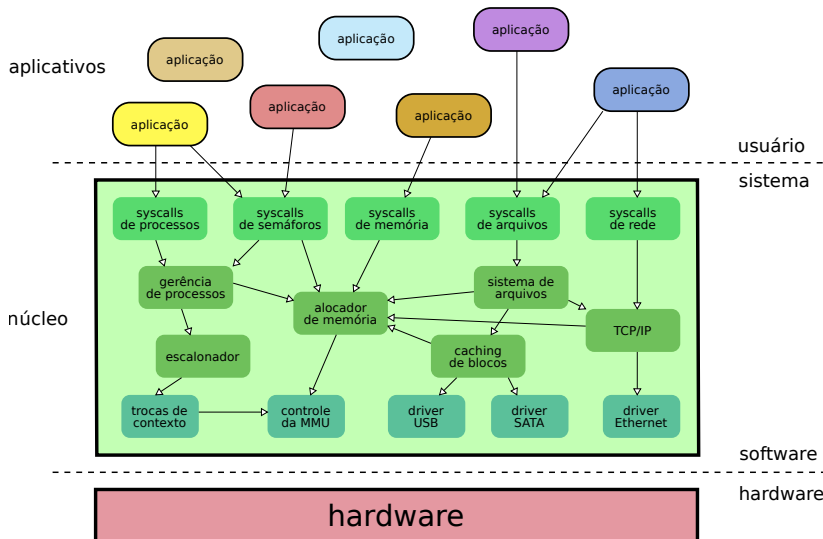 aplicação
aplicação
aplicação
aplicativos
aplicação
aplicação
aplicação
aplicação
usuário
sistema
syscalls
de processos
syscalls
de semáforos
syscalls
de memória
syscalls
de arquivos
syscalls
de rede
gerência
de processos
sistema de
arquivos
núcleo
alocador
de memória
TCP/IP
escalonador
caching
de blocos
trocas de
contexto
controle
da MMU
driver
USB
driver
SATA
driver
Ethernet
software
hardware
hardware